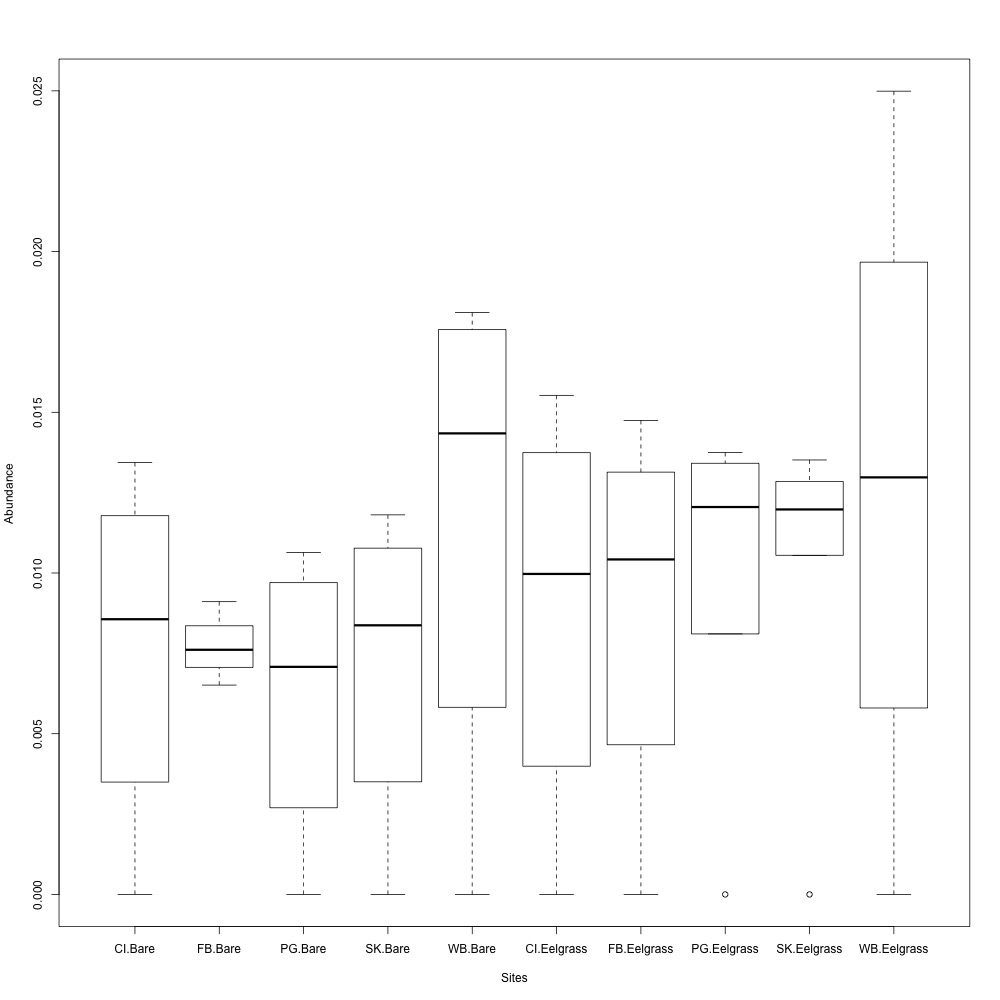 Abundance
0.025
0.020
0.015
0.010
0.005
0.000
CI.Bare FB.Bare PG.Bare SK.Bare WB.Bare CI.Eelgrass FB.Eelgrass PG.Eelgrass SK.Eelgrass WB.Eelgrass
Sites